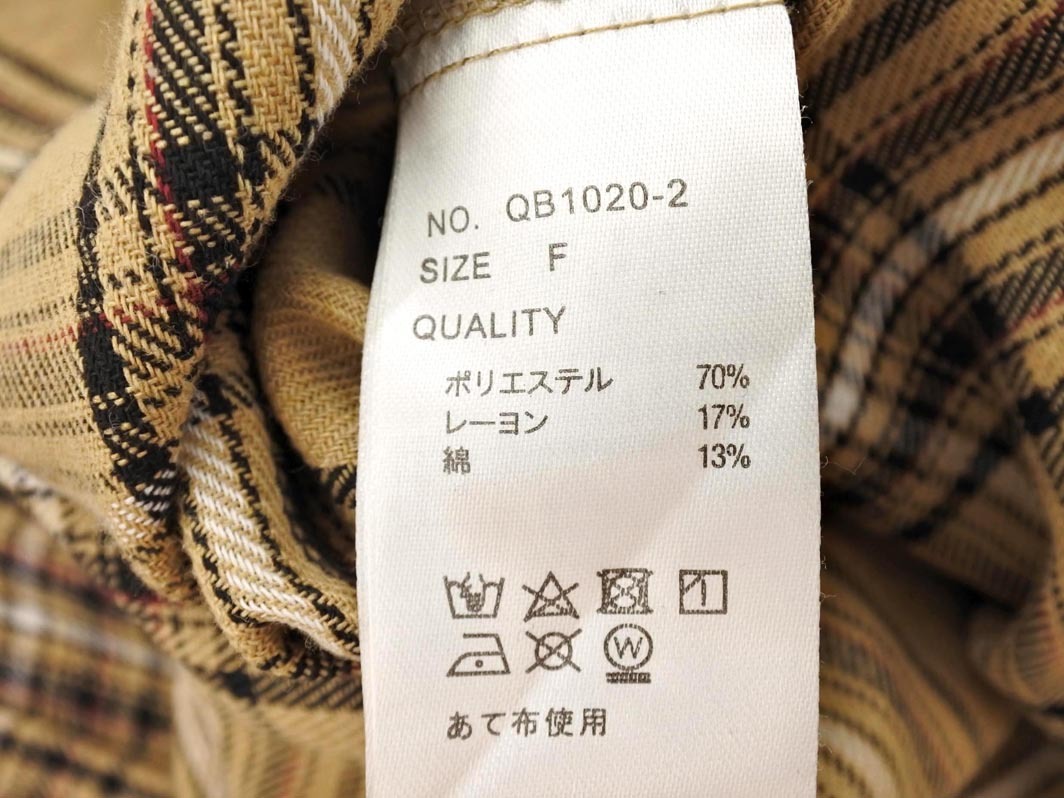 NO. QB1020-2
SIZE F
QUALITY
ポリエステル 70%
レーヨン 17%
綿 13%
W
あて布使用